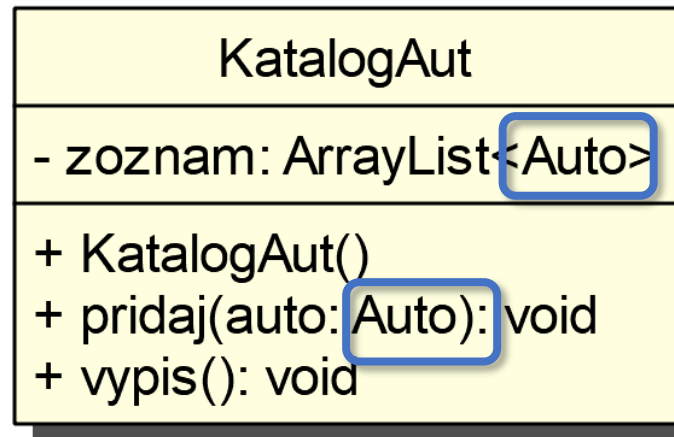 KatalogAut
- zoznam: ArrayList<Auto>
+ KatalogAut()
+ pridaj(auto: Auto): void
+ vypis(): void